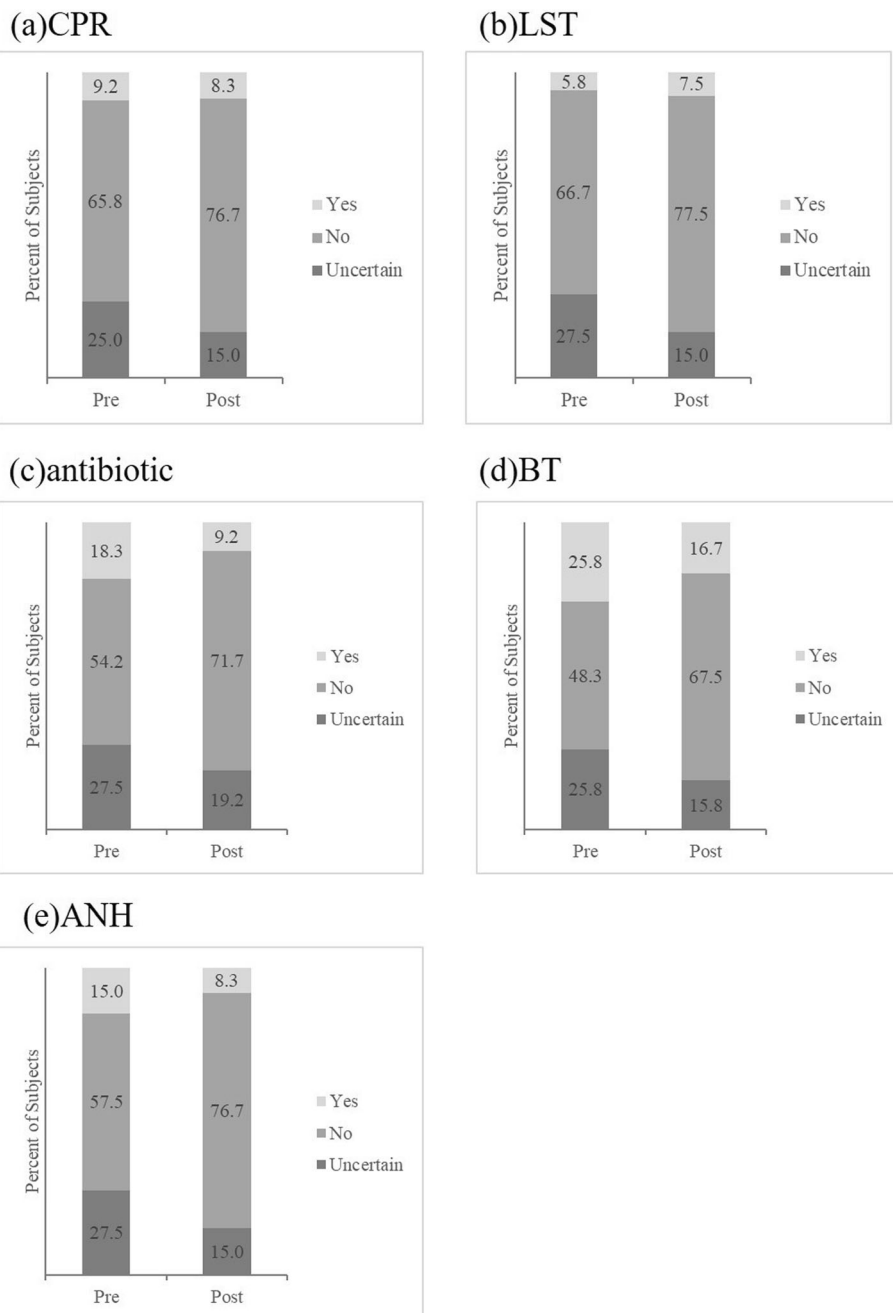 (a)CPR
Percent of Subjects
9.2
8.3
65.8
76.7
25.0
15.0
Pre
Post
Yes
No
Uncertain
(b)LST
Percent of Subjects
5.8
7.5
66.7
77.5
27.5
15.0
Pre
Post
Yes
No
Uncertain
(c)antibiotic
Percent of Subjects
18.3
9.2
54.2
71.7
27.5
19.2
Pre
Post
Yes
No
Uncertain
(d)BT
Percent of Subjects
25.8
16.7
48.3
67.5
25.8
15.8
Pre
Post
Yes
No
Uncertain
(e)ANH
Percent of Subjects
15.0
8.3
57.5
76.7
27.5
15.0
Pre
Post
Yes
No
Uncertain